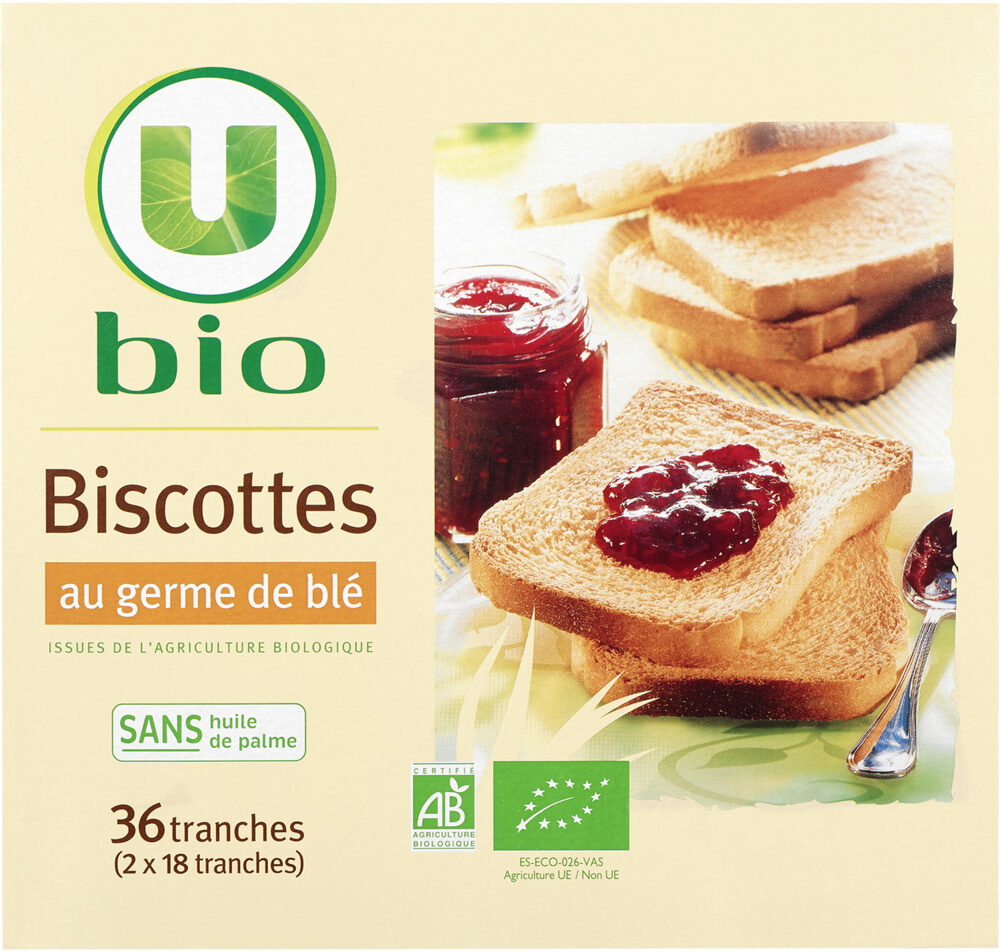 U
bio
Biscottes
au germe de blé
ISSUES DE L'AGRICULTURE BIOLOGIQUE
SANS huile
de palme
36 tranches
(2 x 18 tranches)
CERTIFIÉ
AB
AGRICULTURE
BIOLOGIQUE
ES-ECO-026-VAS
Agriculture UE / Non UE